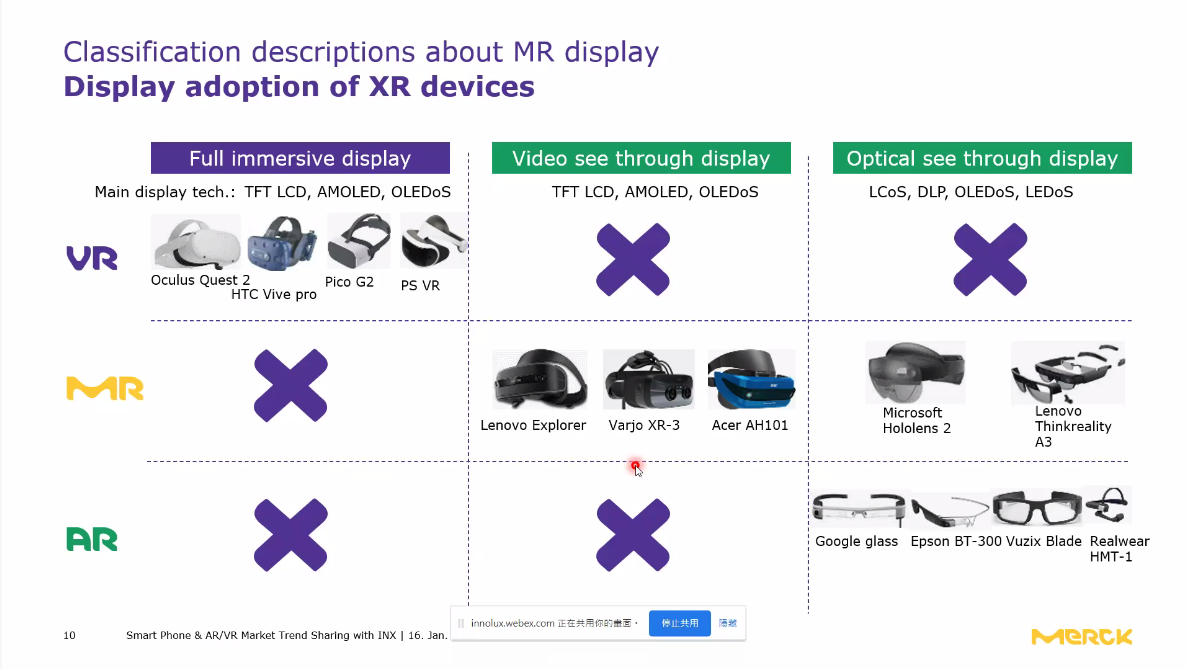 Classification descriptions about MR display
Display adoption of XR devices
Full immersive display
Video see through display
Optical see through display
Main display tech.: TFT LCD, AMOLED, OLEDoS
TFT LCD, AMOLED, OLEDoS
LCoS, DLP, OLEDoS, LEDoS
VR
Oculus Quest 2
HTC Vive pro
Pico G2
PS VR
MR
Lenovo Explorer
Varjo XR-3
Acer AH101
Microsoft
Hololens 2
Lenovo
Thinkreality
A3
AR
Google glass
Epson BT-300
Vuzix Blade
Realwear
HMT-1
10
Smart Phone & AR/VR Market Trend Sharing with INX | 16. Jan.
innolux.webex.com 正在共用你的畫面。
停止共用
隱藏
MERCK